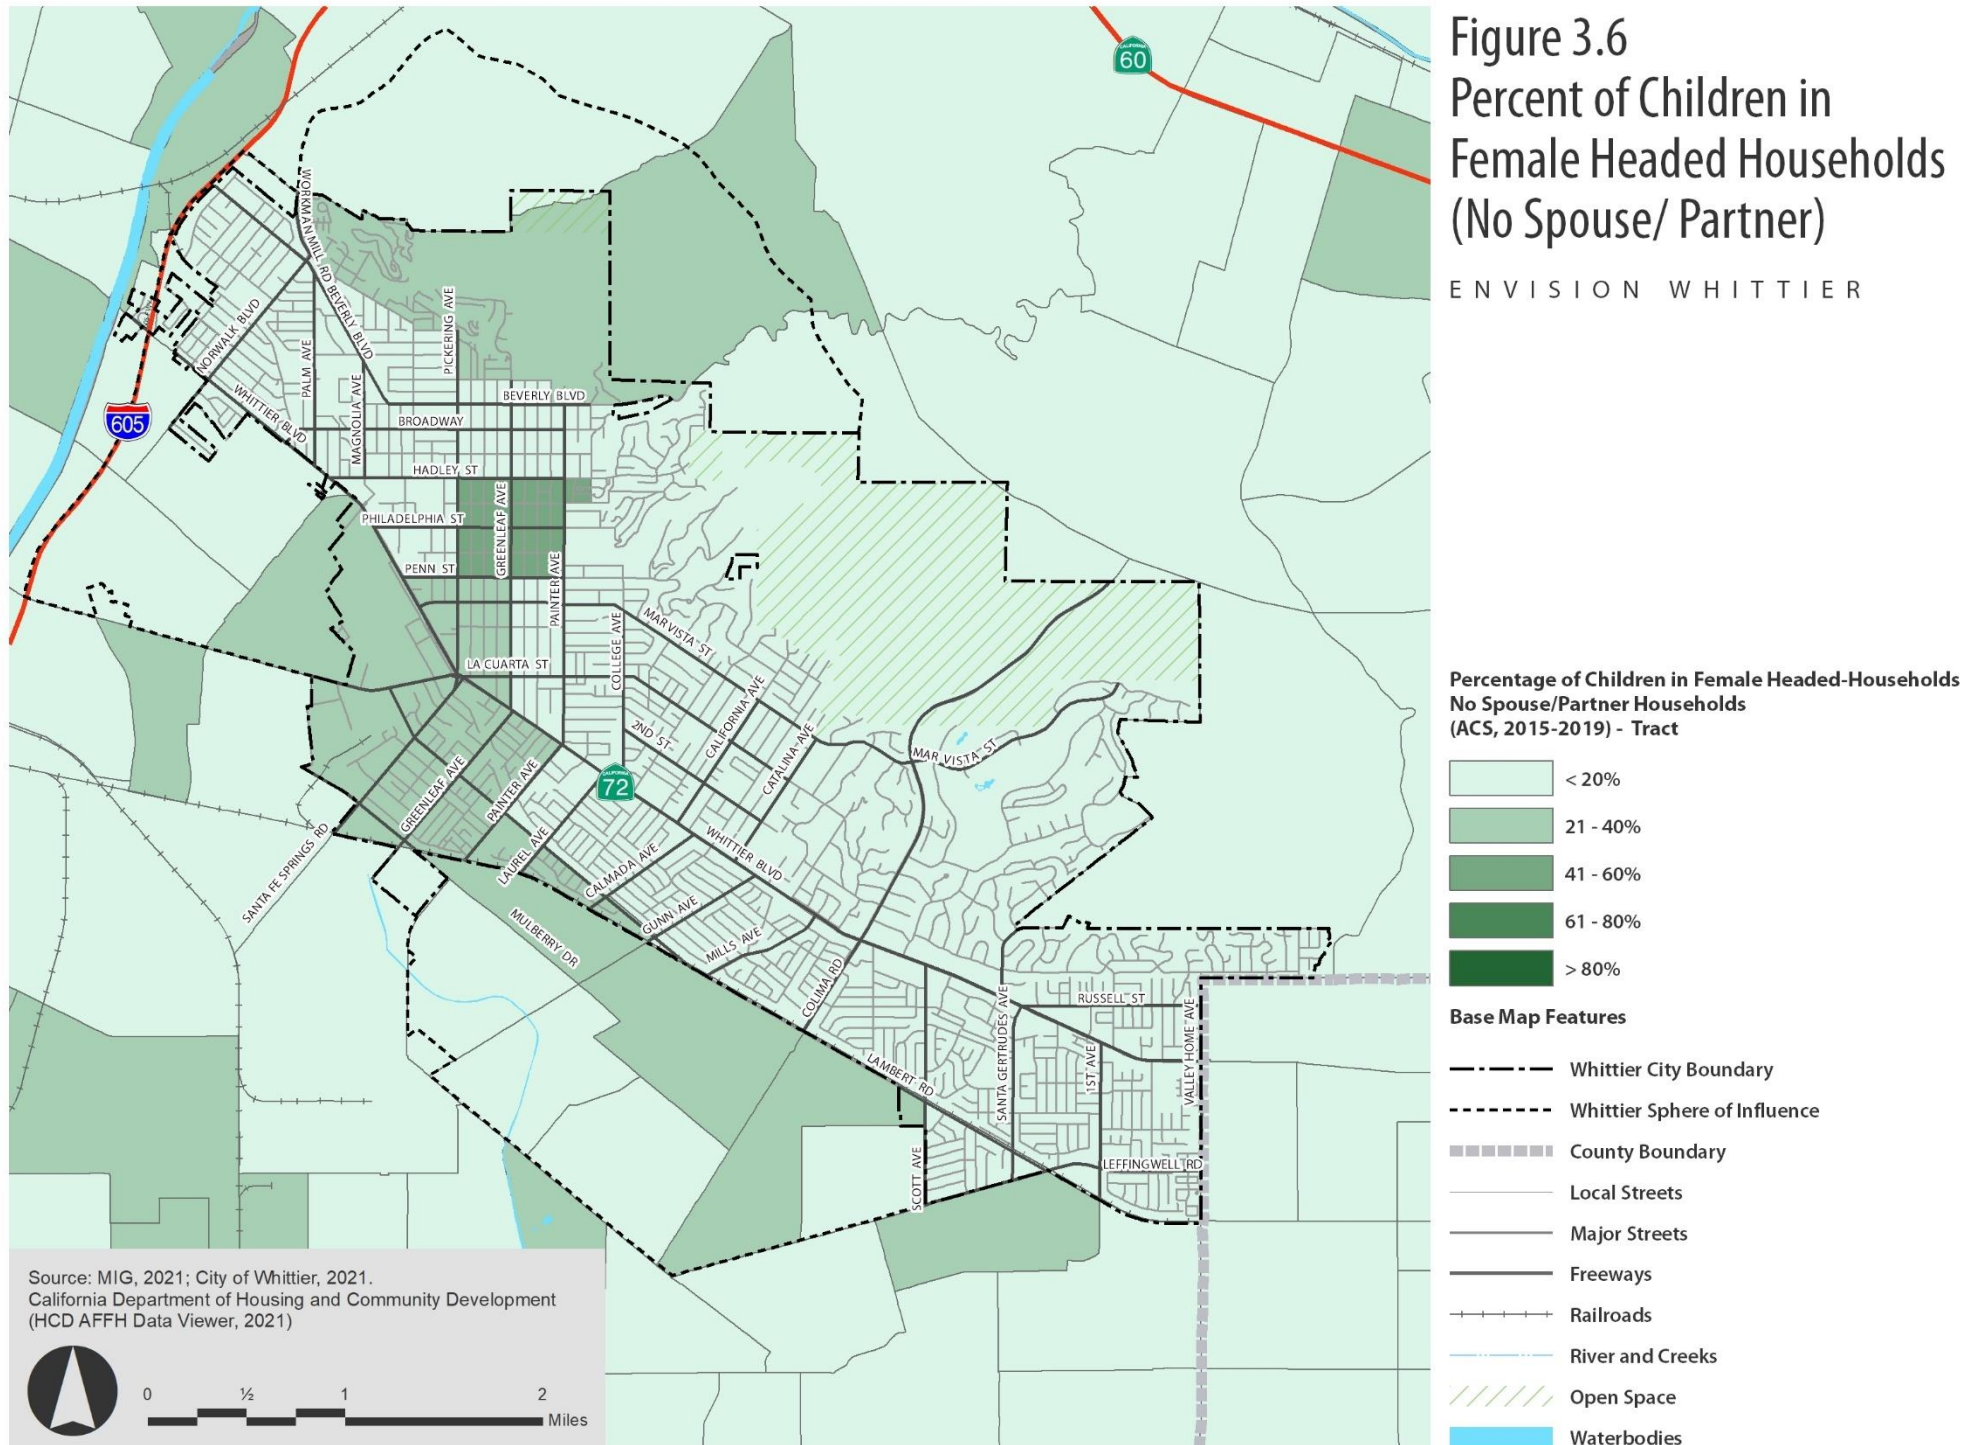 Figure 3.6
Percent of Children in
Female Headed Households
(No Spouse/ Partner)
ENVISION WHITTIER
60
605
72
WORKMAN MILL RD
BEVERLY BLVD
PICKERING AVE
NORWALK BLVD
PALM AVE
MAGNOLIA AVE
WHITTIER BLVD
BEVERLY BLVD
BROADWAY
HADLEY ST
PHILADELPHIA ST
GREENLEAF AVE
PENN ST
PAINTER AVE
COLLEGE AVE
MAR VISTA ST
LA CUARTA ST
CALIFORNIA AVE
2ND ST
CATALINA AVE
MAR VISTA ST
GREENLEAF AVE
PAINTER AVE
SANTA FE SPRINGS RD
LAUREL AVE
CALMADA AVE
WHITTIER BLVD
GUNN AVE
MULBERRY DR
MILLS AVE
COLIMA RD
LAMBERT RD
SCOTT AVE
SANTA GERTRUDES AVE
RUSSELL ST
1ST AVE
VALLEY HOME AVE
LEFFINGWELL RD
Percentage of Children in Female Headed-Households
No Spouse/Partner Households
(ACS, 2015-2019) - Tract
< 20%
21 - 40%
41 - 60%
61 - 80%
> 80%
Base Map Features
Whittier City Boundary
Whittier Sphere of Influence
County Boundary
Local Streets
Major Streets
Freeways
Railroads
River and Creeks
Open Space
Waterbodies
Source: MIG, 2021; City of Whittier, 2021.
California Department of Housing and Community Development
(HCD AFFH Data Viewer, 2021)
0 ½ 1 2
Miles